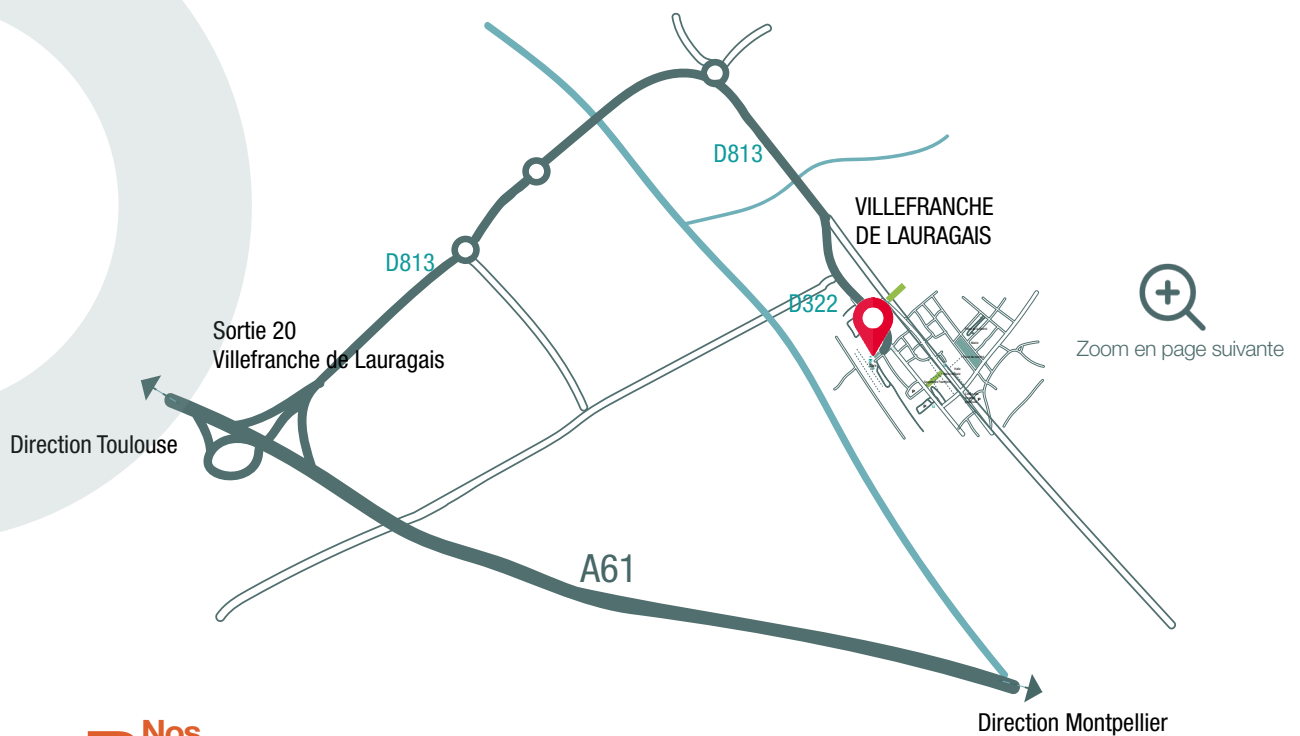 D813
VILLEFRANCHE
DE LAURAGAIS
D813
D322
Sortie 20
Villefranche de Lauragais
Zoom en page suivante
Direction Toulouse
A61
Direction Montpellier
Nos